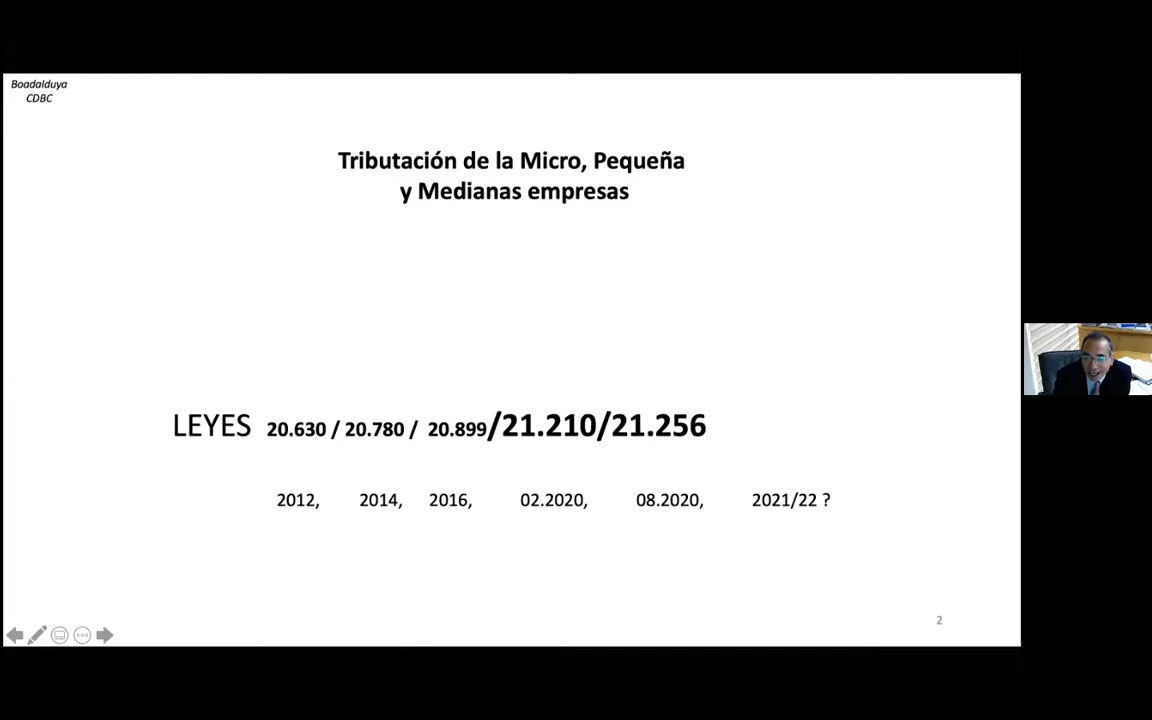 Boadalduya
CDBC
Tributación de la Micro, Pequeña
y Medianas empresas
LEYES 20.630 / 20.780 / 20.899/21.210/21.256
2012, 2014, 2016, 02.2020, 08.2020, 2021/22 ?
2